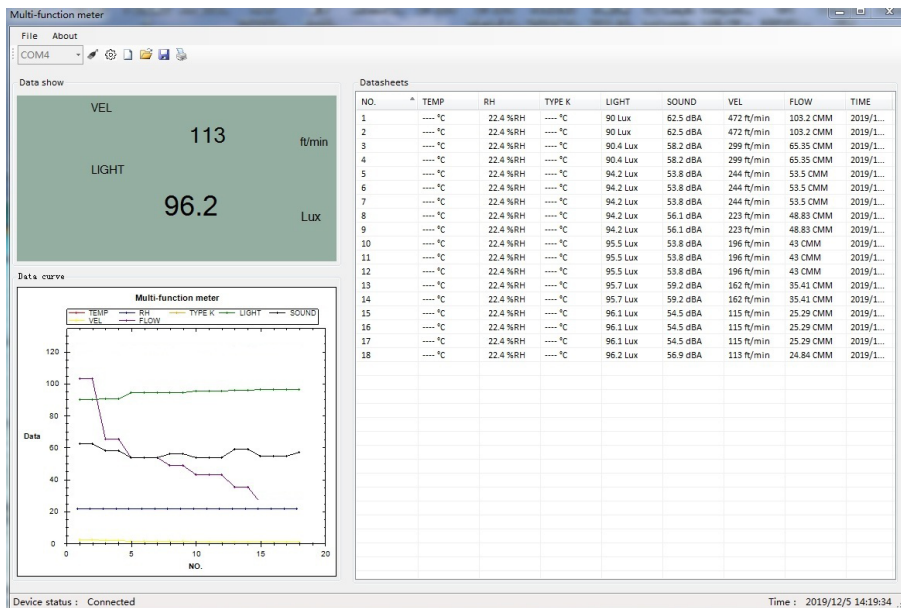 Multi-function meter
File About
COM4
Data show
VEL
113 ft/min
LIGHT
96.2 Lux
Data curve
Multi-function meter
TEMP RH TYPE K LIGHT SOUND
VEL FLOW
120
100
80
Data
60
40
20
0
0 5 10 15 20
NO.
Datasheets
NO. TEMP RH TYPE K LIGHT SOUND VEL FLOW TIME
1 ---- °C 22.4 %RH ---- °C 90 Lux 62.5 dBA 472 ft/min 103.2 CMM 2019/1...
2 ---- °C 22.4 %RH ---- °C 90 Lux 62.5 dBA 472 ft/min 103.2 CMM 2019/1...
3 ---- °C 22.4 %RH ---- °C 90.4 Lux 58.2 dBA 299 ft/min 65.35 CMM 2019/1...
4 ---- °C 22.4 %RH ---- °C 90.4 Lux 58.2 dBA 299 ft/min 65.35 CMM 2019/1...
5 ---- °C 22.4 %RH ---- °C 94.2 Lux 53.8 dBA 244 ft/min 53.5 CMM 2019/1...
6 ---- °C 22.4 %RH ---- °C 94.2 Lux 53.8 dBA 244 ft/min 53.5 CMM 2019/1...
7 ---- °C 22.4 %RH ---- °C 94.2 Lux 53.8 dBA 244 ft/min 53.5 CMM 2019/1...
8 ---- °C 22.4 %RH ---- °C 94.2 Lux 56.1 dBA 223 ft/min 48.83 CMM 2019/1...
9 ---- °C 22.4 %RH ---- °C 94.2 Lux 56.1 dBA 223 ft/min 48.83 CMM 2019/1...
10 ---- °C 22.4 %RH ---- °C 95.5 Lux 53.8 dBA 196 ft/min 43 CMM 2019/1...
11 ---- °C 22.4 %RH ---- °C 95.5 Lux 53.8 dBA 196 ft/min 43 CMM 2019/1...
12 ---- °C 22.4 %RH ---- °C 95.5 Lux 53.8 dBA 196 ft/min 43 CMM 2019/1...
13 ---- °C 22.4 %RH ---- °C 95.7 Lux 59.2 dBA 162 ft/min 35.41 CMM 2019/1...
14 ---- °C 22.4 %RH ---- °C 95.7 Lux 59.2 dBA 162 ft/min 35.41 CMM 2019/1...
15 ---- °C 22.4 %RH ---- °C 96.1 Lux 54.5 dBA 115 ft/min 25.29 CMM 2019/1...
16 ---- °C 22.4 %RH ---- °C 96.1 Lux 54.5 dBA 115 ft/min 25.29 CMM 2019/1...
17 ---- °C 22.4 %RH ---- °C 96.1 Lux 54.5 dBA 115 ft/min 25.29 CMM 2019/1...
18 ---- °C 22.4 %RH ---- °C 96.2 Lux 56.9 dBA 113 ft/min 24.84 CMM 2019/1...
Device status : Connected
Time : 2019/12/5 14:19:34